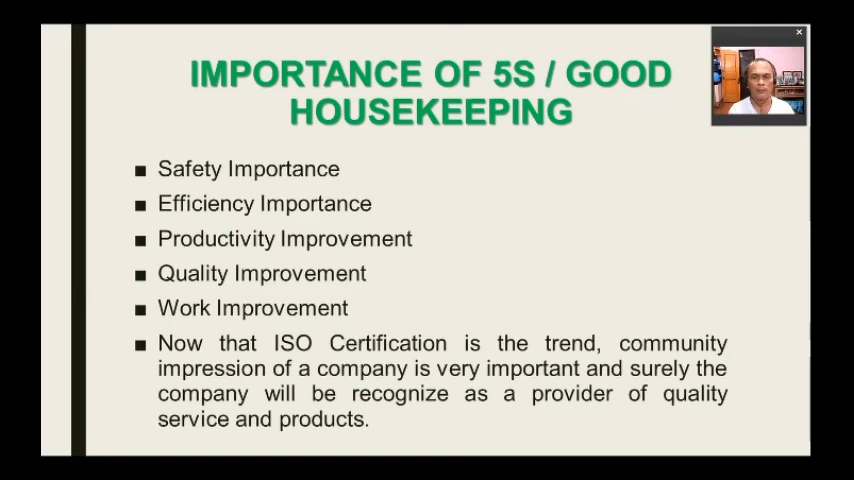 IMPORTANCE OF 5S / GOOD
HOUSEKEEPING
■ Safety Importance
■ Efficiency Importance
■ Productivity Improvement
■ Quality Improvement
■ Work Improvement
■ Now that ISO Certification is the trend, community
impression of a company is very important and surely the
company will be recognize as a provider of quality
service and products.